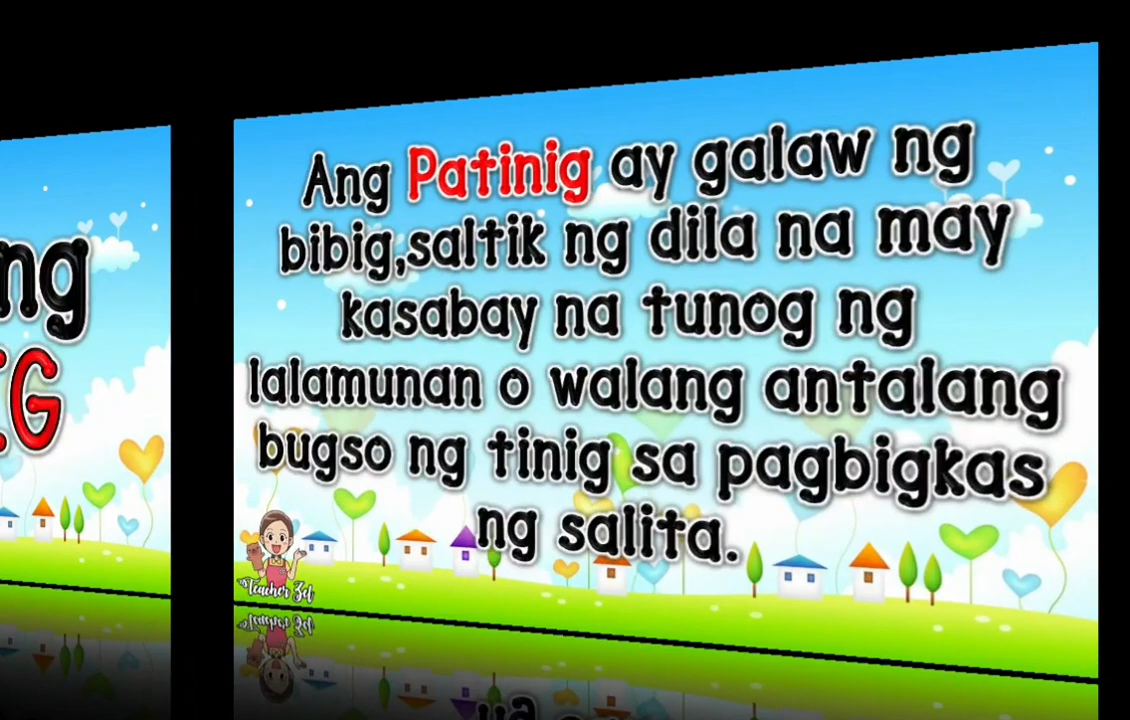 ng
G
Ang Patinig ay galaw ng
bibig,saltik ng dila na may
kasabay na tunog ng
lalamunan o walang antalang
bugso ng tinig sa pagbigkas
ng salita.
Teacher Zel